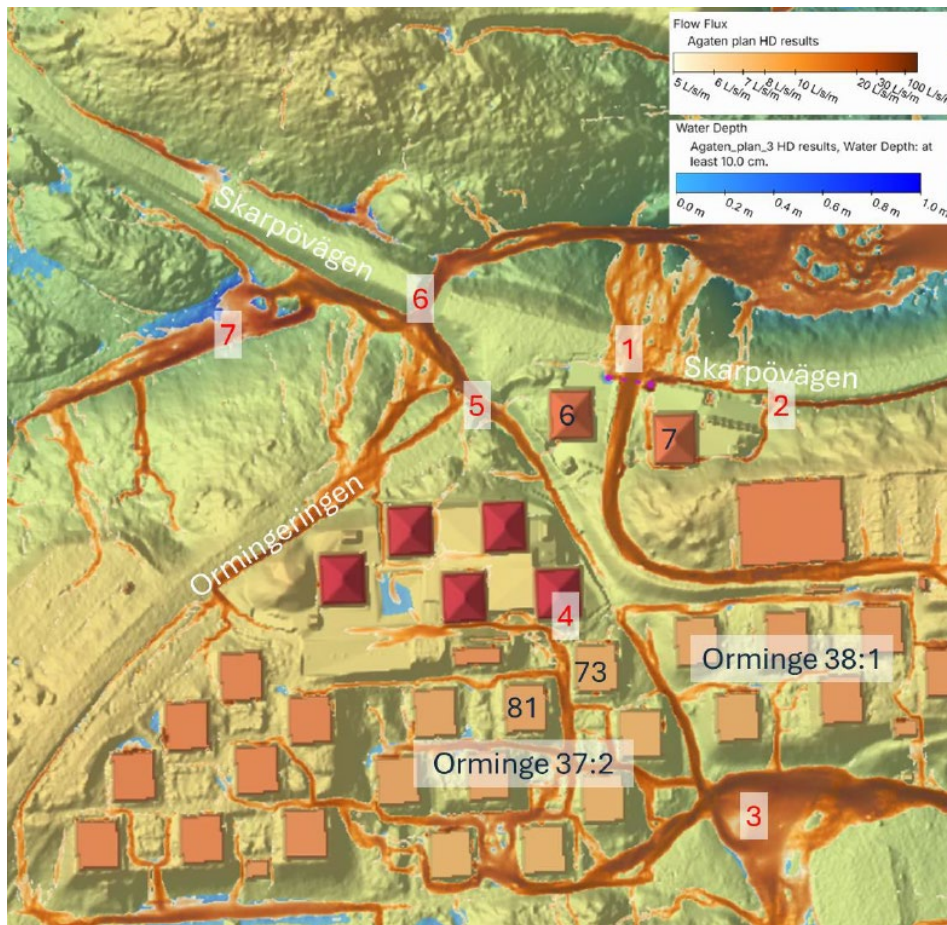 Flow Flux
Agaten plan HD results
5 L/s/m
6 L/s/m
7 L/s/m
8 L/s/m
10 L/s/m
20 L/s/m
30 L/s/m
100 L/s/m
Water Depth
Agaten_plan_3 HD results, Water Depth: at
least 10.0 cm.
0.0 m
0.2 m
0.4 m
0.6 m
0.8 m
1.0 m
Skarpövägen
6
7
1
Skarpövägen
2
5
6
7
Ormingeringen
4
73
Orminge 38:1
81
Orminge 37:2
3